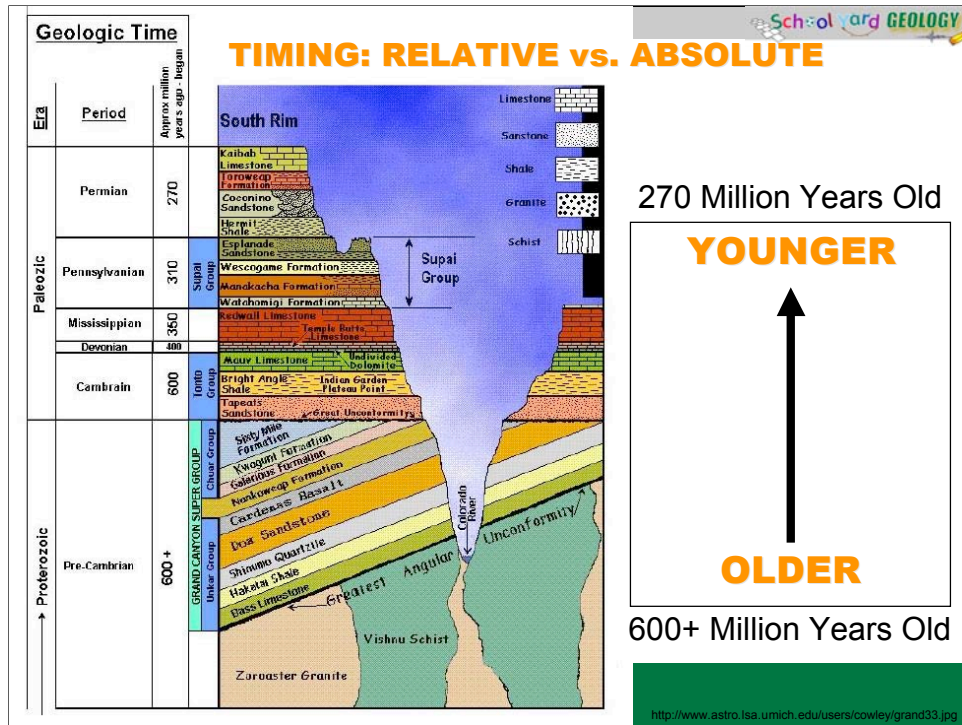 School yard GEOLOGY
TIMING: RELATIVE vs. ABSOLUTE
Geologic Time
Era
Period
Approx million
years ago - began
South Rim
Limestone
Sanstone
Shale
Granite
Schist
Paleozic
Permian
270
Kaibab
Limestone
Toroweap
Formation
Coconino
Sandstone
Hermit
Shale
Pennsylvanian
310
Supai
Group
Esplanade
Sandstone
Wescogame Formation
Manakacha Formation
Watahomigi Formation
Supai
Group
Mississippian
350
Redwall Limestone
Temple Butte
Limestone
Devonian
400
Cambrain
600
Tonto
Group
Mauv Limestone
Undivided
Dolomite
Bright Angle
Shale
Indian Garden
Plateau Point
Tapeats
Sandstone
Great Unconformity
Proterozoic
Pre-Cambrian
600 +
GRAND CANYON SUPER GROUP
Chuar Group
Unkar Group
Sixty Mile
Formation
Kwagunt Formation
Galerious Formation
Nankoweap Formation
Cardenas Basalt
Dox Sandstone
Shinumo Quartzite
Haketai Shale
Bass Limestone
Colorado
River
Greatest Angular Unconformity
Vishnu Schist
Zoroaster Granite
270 Million Years Old
YOUNGER
OLDER
600+ Million Years Old
http://www.astro.lsa.umich.edu/users/cowley/grand33.jpg